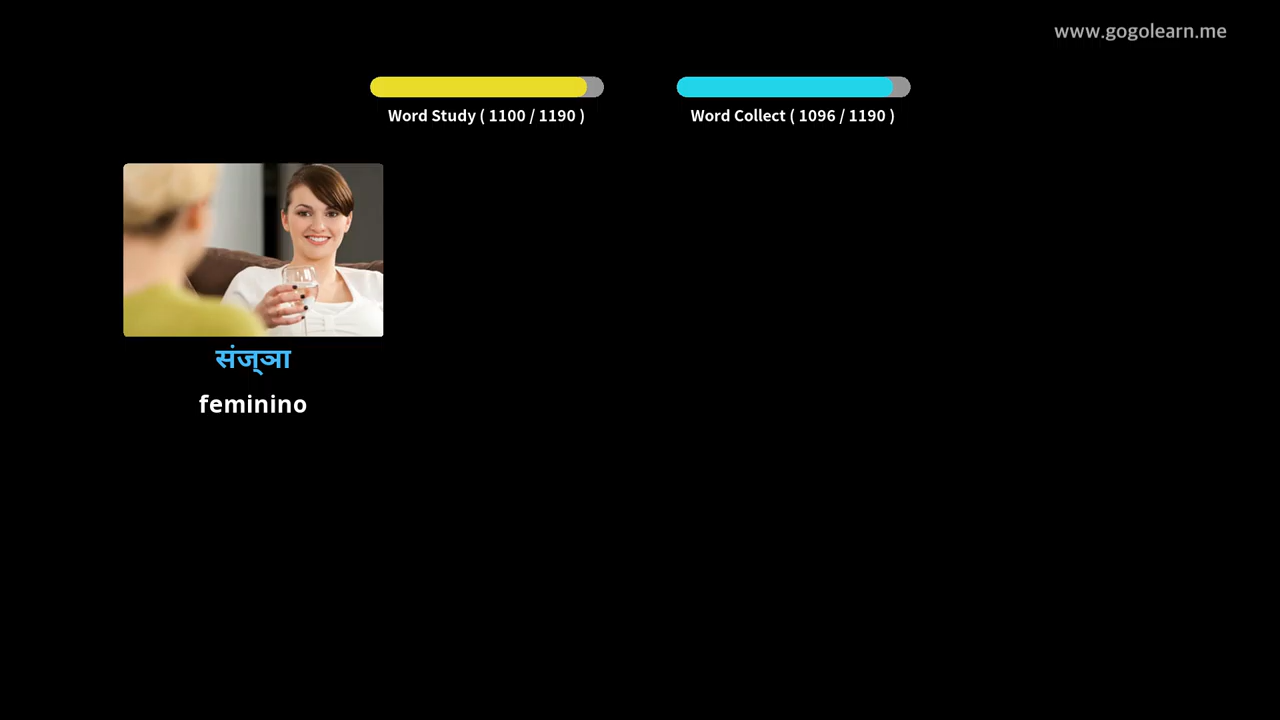 www.gogolearn.me
Word Study ( 1100 / 1190 )
Word Collect ( 1096 / 1190 )
संज्ञा
feminino